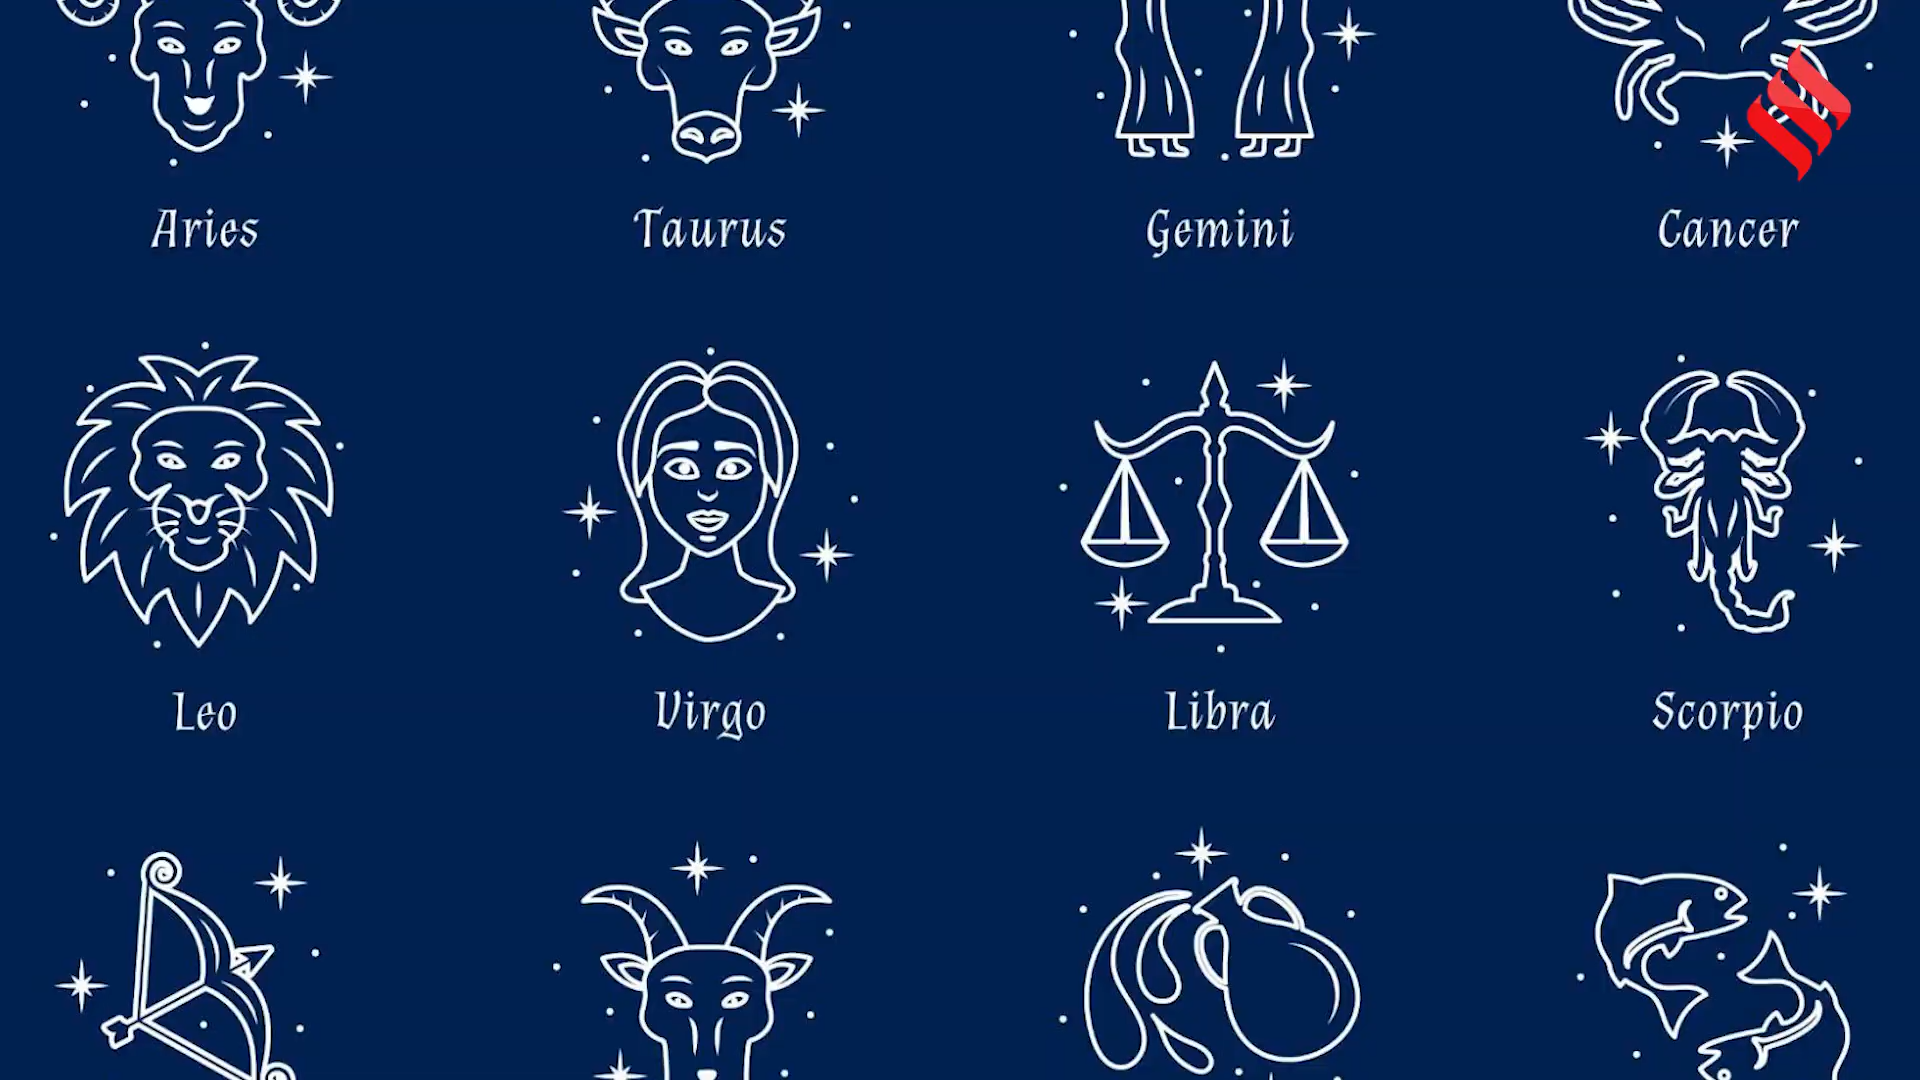 Aries
Taurus
Gemini
Cancer
Leo
Virgo
Libra
Scorpio